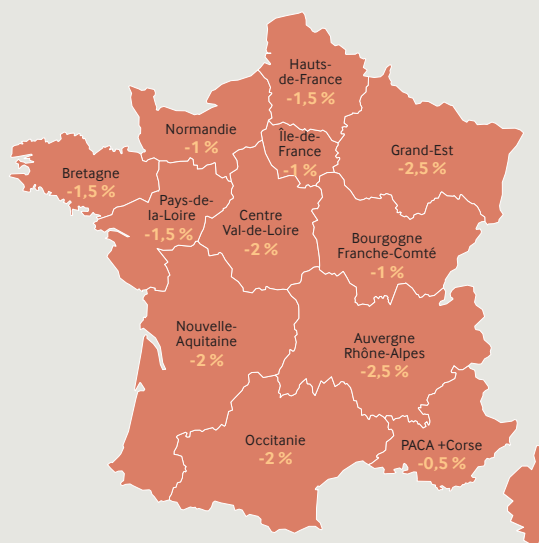 Hauts-
de-France
-1,5 %
Normandie
-1 %
Île-de-
France
-1 %
Grand-Est
-2,5 %
Bretagne
-1,5 %
Pays-de-
la-Loire
-1,5 %
Centre
Val-de-Loire
-2 %
Bourgogne
Franche-Comté
-1 %
Nouvelle-
Aquitaine
-2 %
Auvergne
Rhône-Alpes
-2,5 %
Occitanie
-2 %
PACA +Corse
-0,5 %